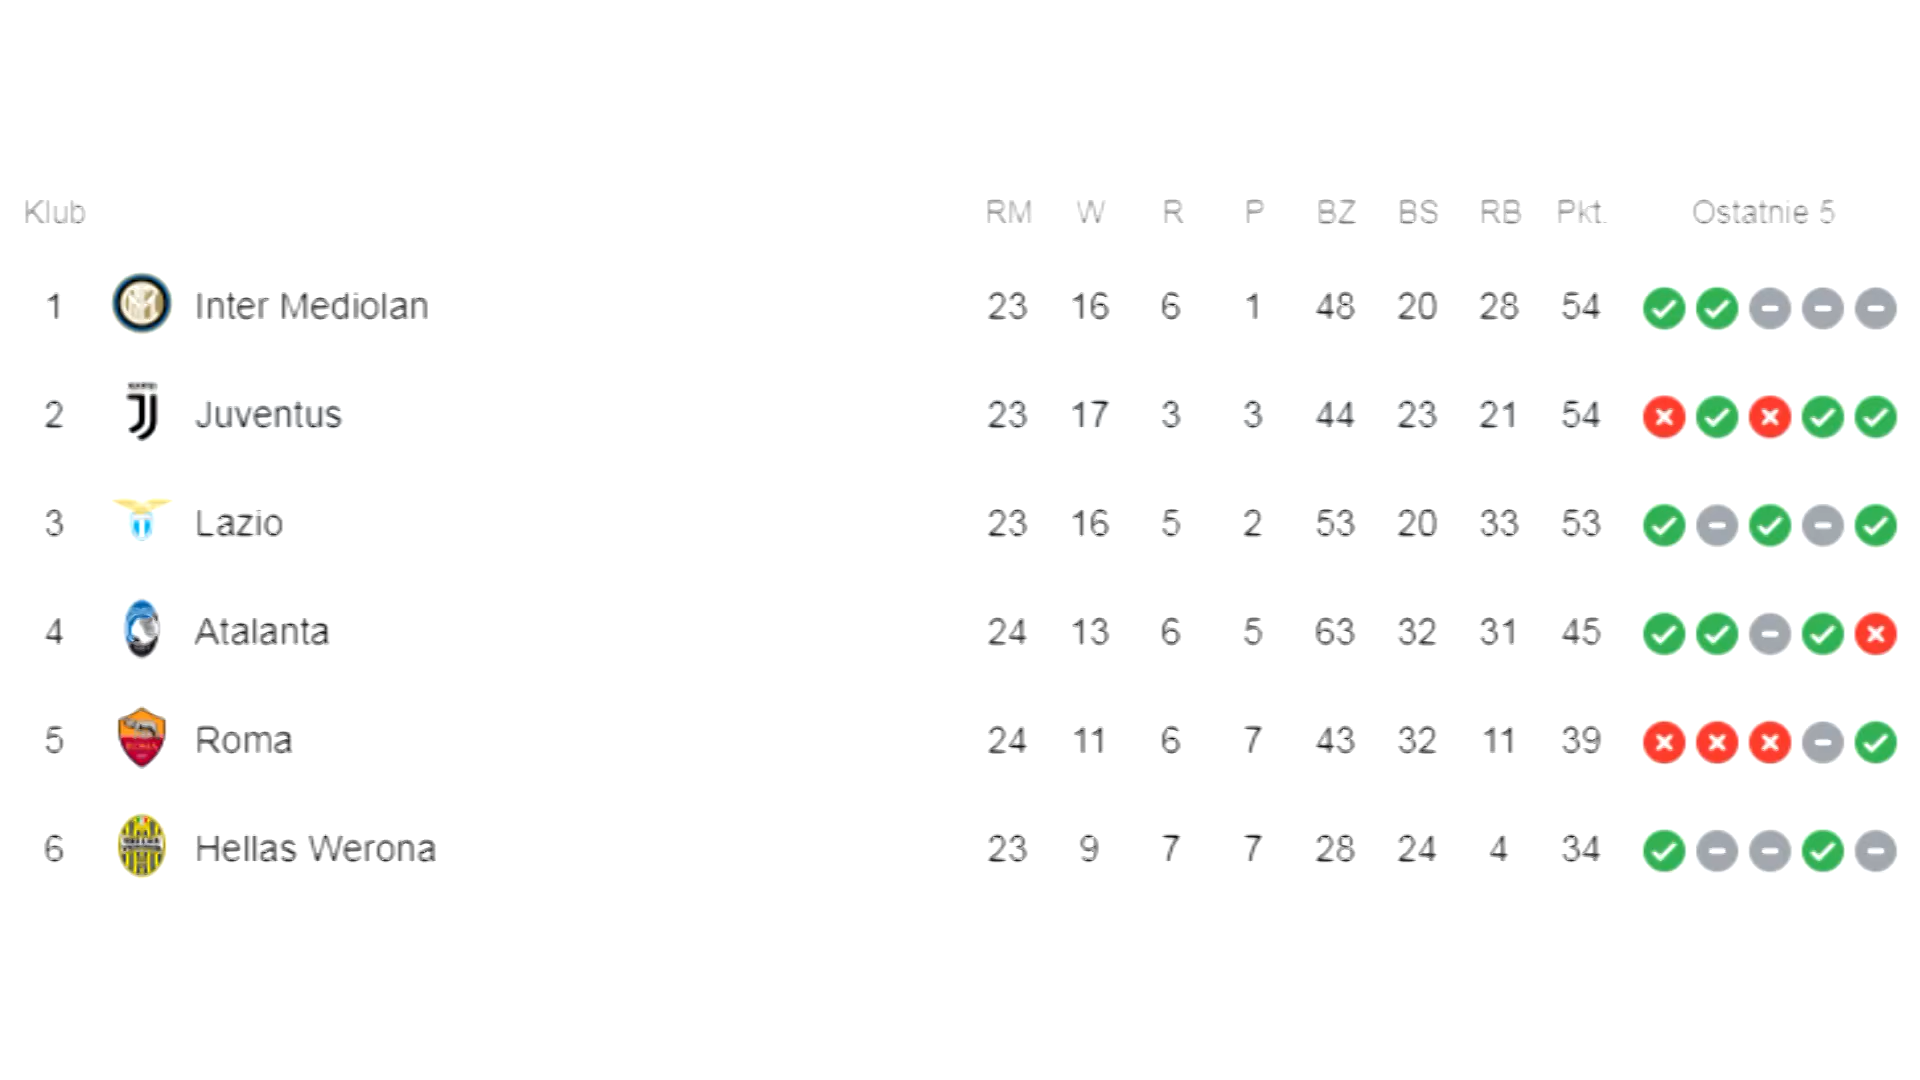 Klub RM W R P BZ BS RB Pkt. Ostatnie 5
1 Inter Mediolan 23 16 6 1 48 20 28 54
2 Juventus 23 17 3 3 44 23 21 54
3 Lazio 23 16 5 2 53 20 33 53
4 Atalanta 24 13 6 5 63 32 31 45
5 Roma 24 11 6 7 43 32 11 39
6 Hellas Werona 23 9 7 7 28 24 4 34